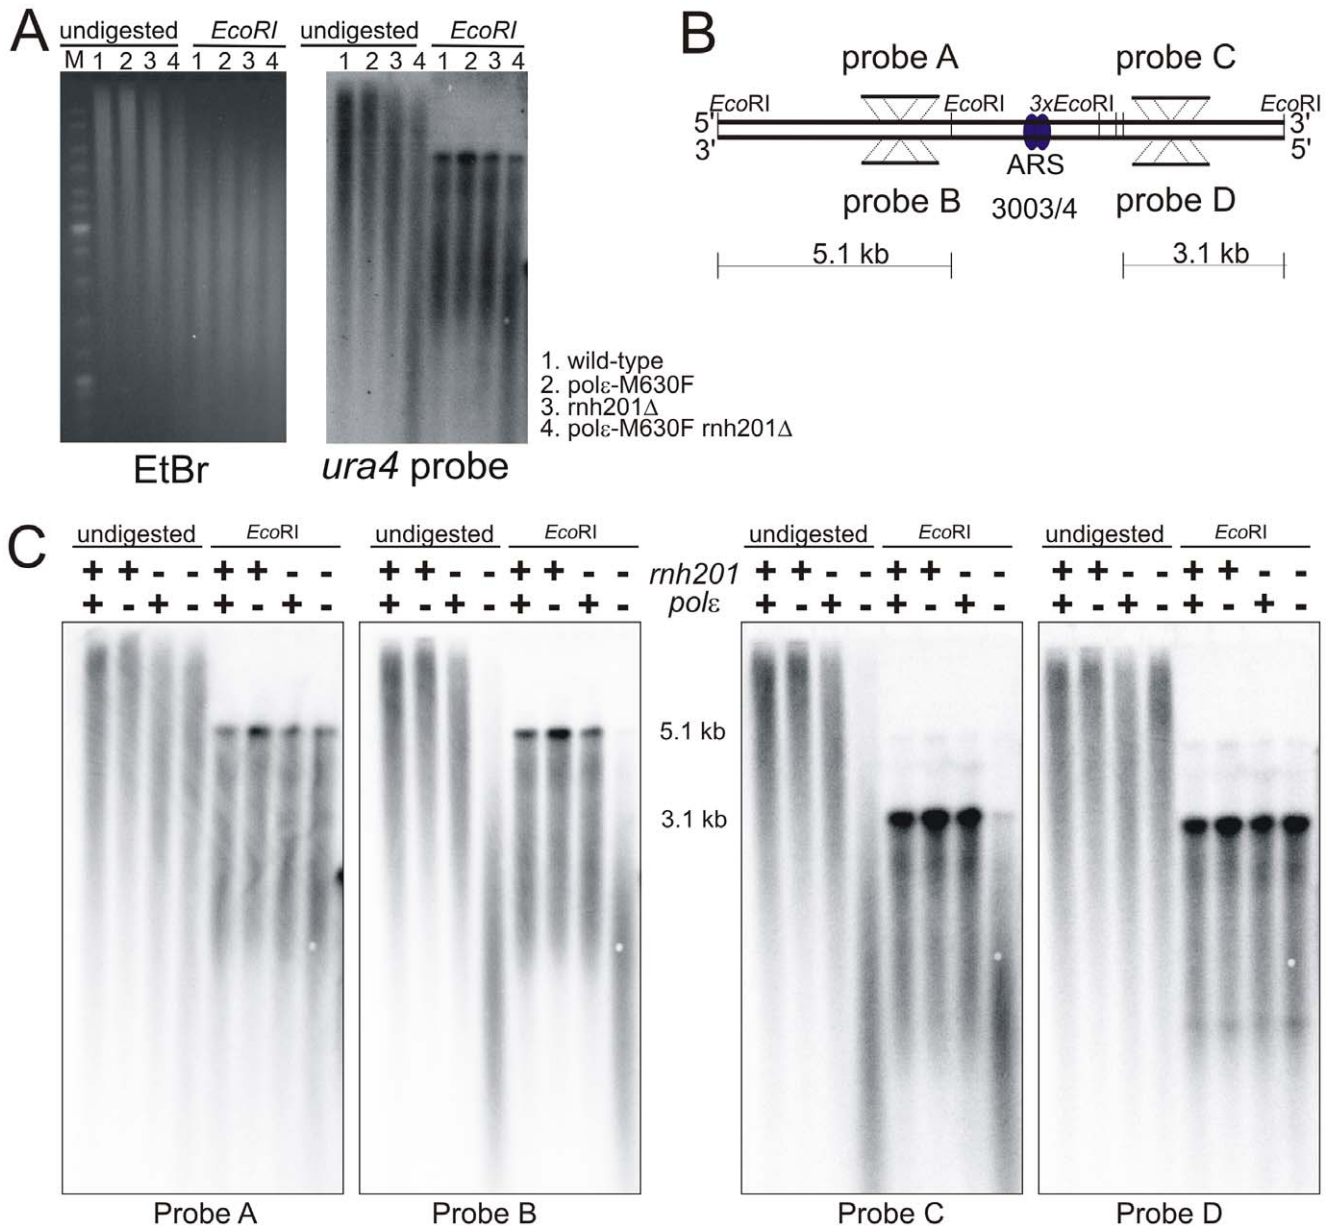 A
undigested EcoRI
M 1 2 3 4 1 2 3 4
EtBr
undigested EcoRI
1 2 3 4 1 2 3 4
ura4 probe
1. wild-type
2. polε-M630F
3. rnh201Δ
4. polε-M630F rnh201Δ
B
probe A probe C
EcoRI EcoRI 3xEcoRI EcoRI
5' 3'
3' 5'
ARS
probe B 3003/4 probe D
5.1 kb 3.1 kb
C
undigested EcoRI undigested EcoRI undigested EcoRI undigested EcoRI
+ + - - + + - - + + - - + + - - rnh201 + + - - + + - - + + - - + + - -
+ - + - + - + - + - + - + - + - polε + - + - + - + - + - + - + - + -
5.1 kb
3.1 kb
Probe A Probe B Probe C Probe D